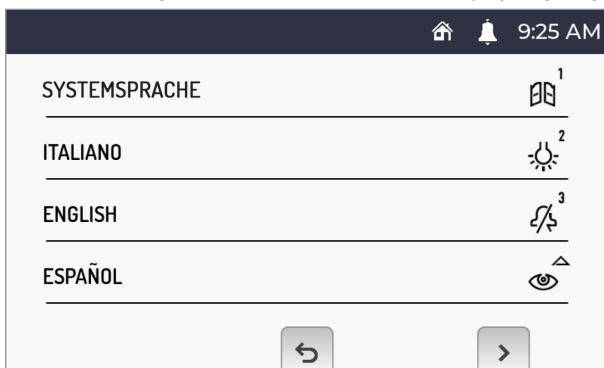 9:25 AM
SYSTEMSPRACHE 1
ITALIANO 2
ENGLISH 3
ESPAÑOL